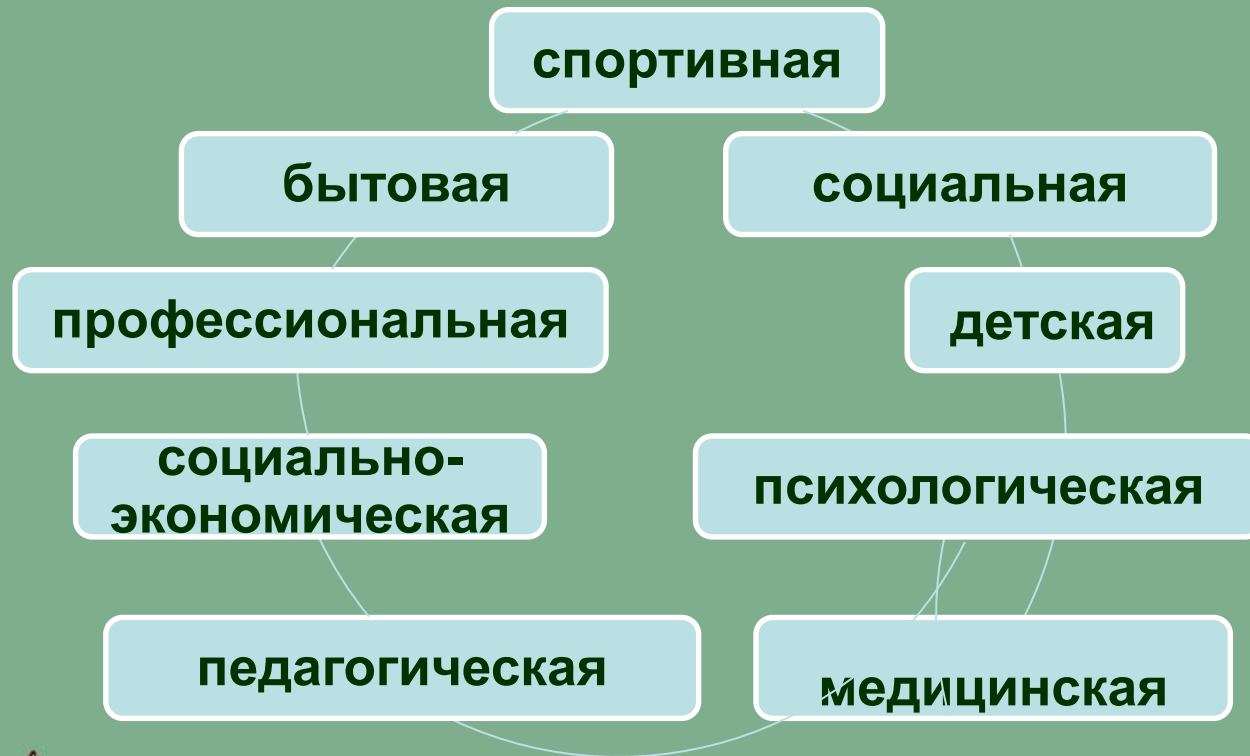 спортивная
бытовая
социальная
профессиональная
детская
социально-
экономическая
психологическая
педагогическая
медицинская